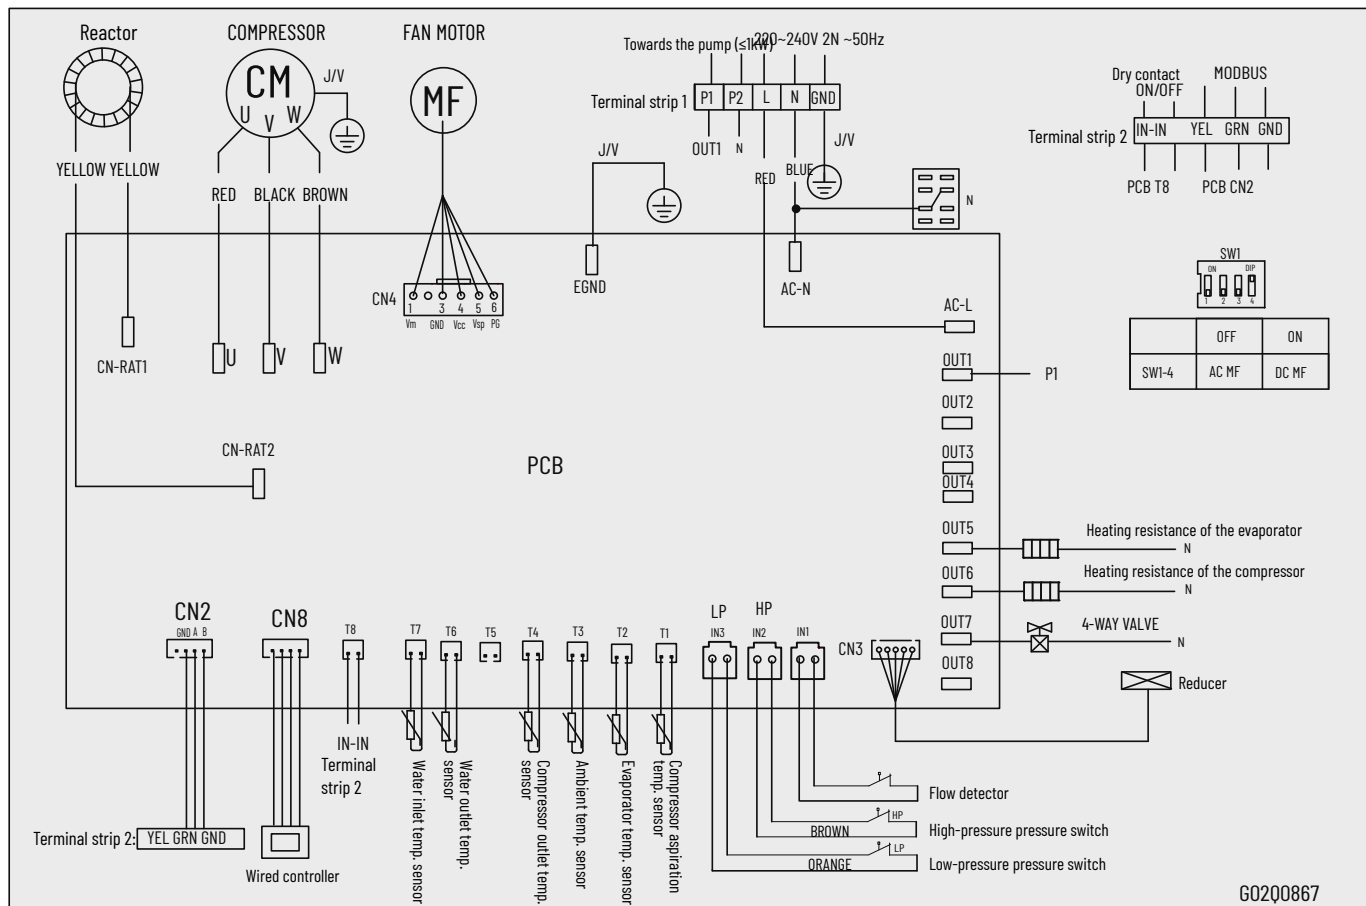 Reactor
COMPRESSOR
FAN MOTOR
CM
U
V
W
J/V
MF
Towards the pump (≤1kW)
220~240V 2N ~50Hz
Terminal strip 1
P1 P2 L N GND
OUT1 N
RED
BLUE
J/V
Dry contact
ON/OFF
MODBUS
Terminal strip 2
IN-IN YEL GRN GND
PCB T8
PCB CN2
YELLOW YELLOW
RED
BLACK
BROWN
J/V
N
EGND
AC-N
AC-L
SW1
ON DIP
1 2 3 4
OFF ON
SW1-4 AC MF DC MF
CN4
1 3 4 5 6
Vm GND Vcc Vsp PG
CN-RAT1
U
V
W
CN-RAT2
PCB
OUT1
P1
OUT2
OUT3
OUT4
OUT5
Heating resistance of the evaporator
N
OUT6
Heating resistance of the compressor
N
OUT7
4-WAY VALVE
N
OUT8
Reducer
CN2
GND A B
CN8
T8
T7
T6
T5
T4
T3
T2
T1
LP
IN3
HP
IN2
IN1
CN3
IN-IN
Terminal
strip 2
Water inlet temp. sensor
Water outlet temp.
sensor
Compressor outlet temp.
sensor
Ambient temp. sensor
Evaporator temp. sensor
Compressor aspiration
temp. sensor
Flow detector
HP
BROWN
High-pressure pressure switch
LP
ORANGE
Low-pressure pressure switch
Terminal strip 2: YEL GRN GND
Wired controller
G02Q0867